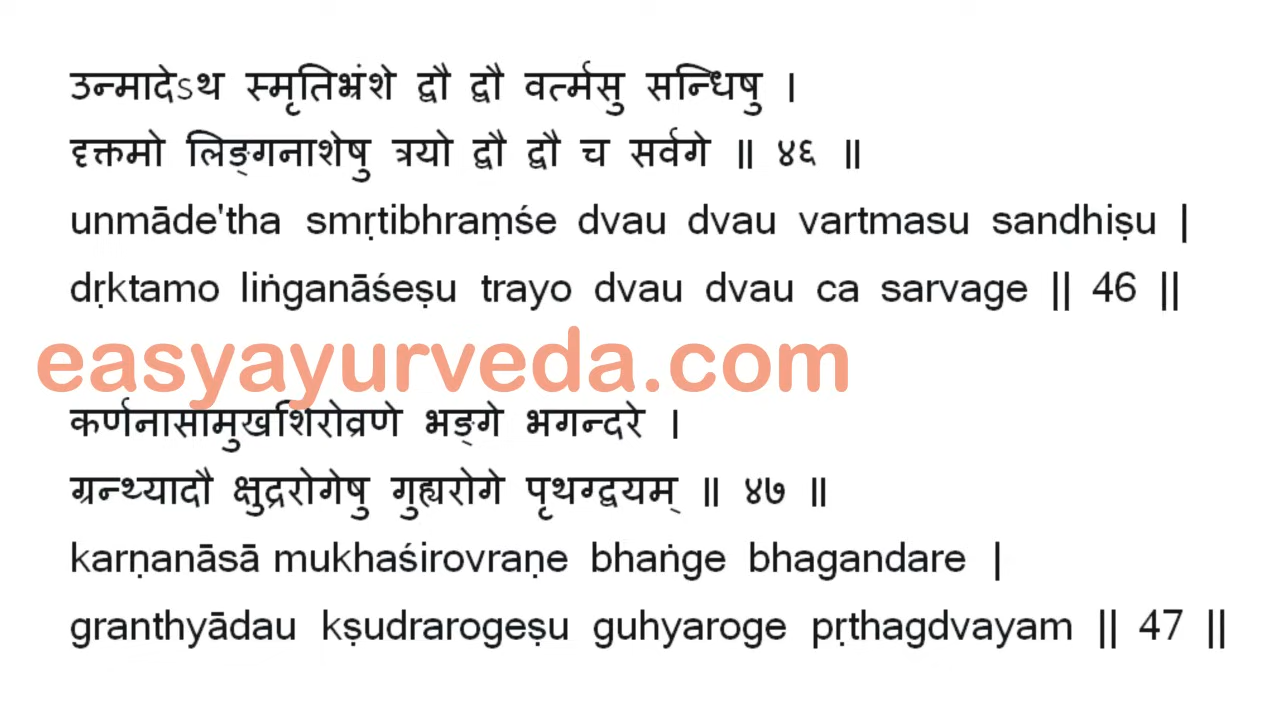 उन्मादेऽथ स्मृतिभ्रंशे द्वौ द्वौ वर्त्मसु सन्धिषु ।
दृक्तमो लिङ्गनाशेषु त्रयो द्वौ द्वौ च सर्वगे ॥ ४६ ॥
unmāde'tha smṛtibhraṃśe dvau dvau vartmasu sandhiṣu |
dṛktamo liṅganāśeṣu trayo dvau dvau ca sarvage || 46 ||
easyayurveda.com
कर्णनासामुखशिरोव्रणे भङ्गे भगन्दरे ।
ग्रन्थ्यादौ क्षुद्ररोगेषु गुह्यरोगे पृथग्द्वयम् ॥ ४७ ॥
karṇanāsā mukhaśirovraṇe bhaṅge bhagandare |
granthyādau kṣudrarogeṣu guhyaroge pṛthagdvayam || 47 ||